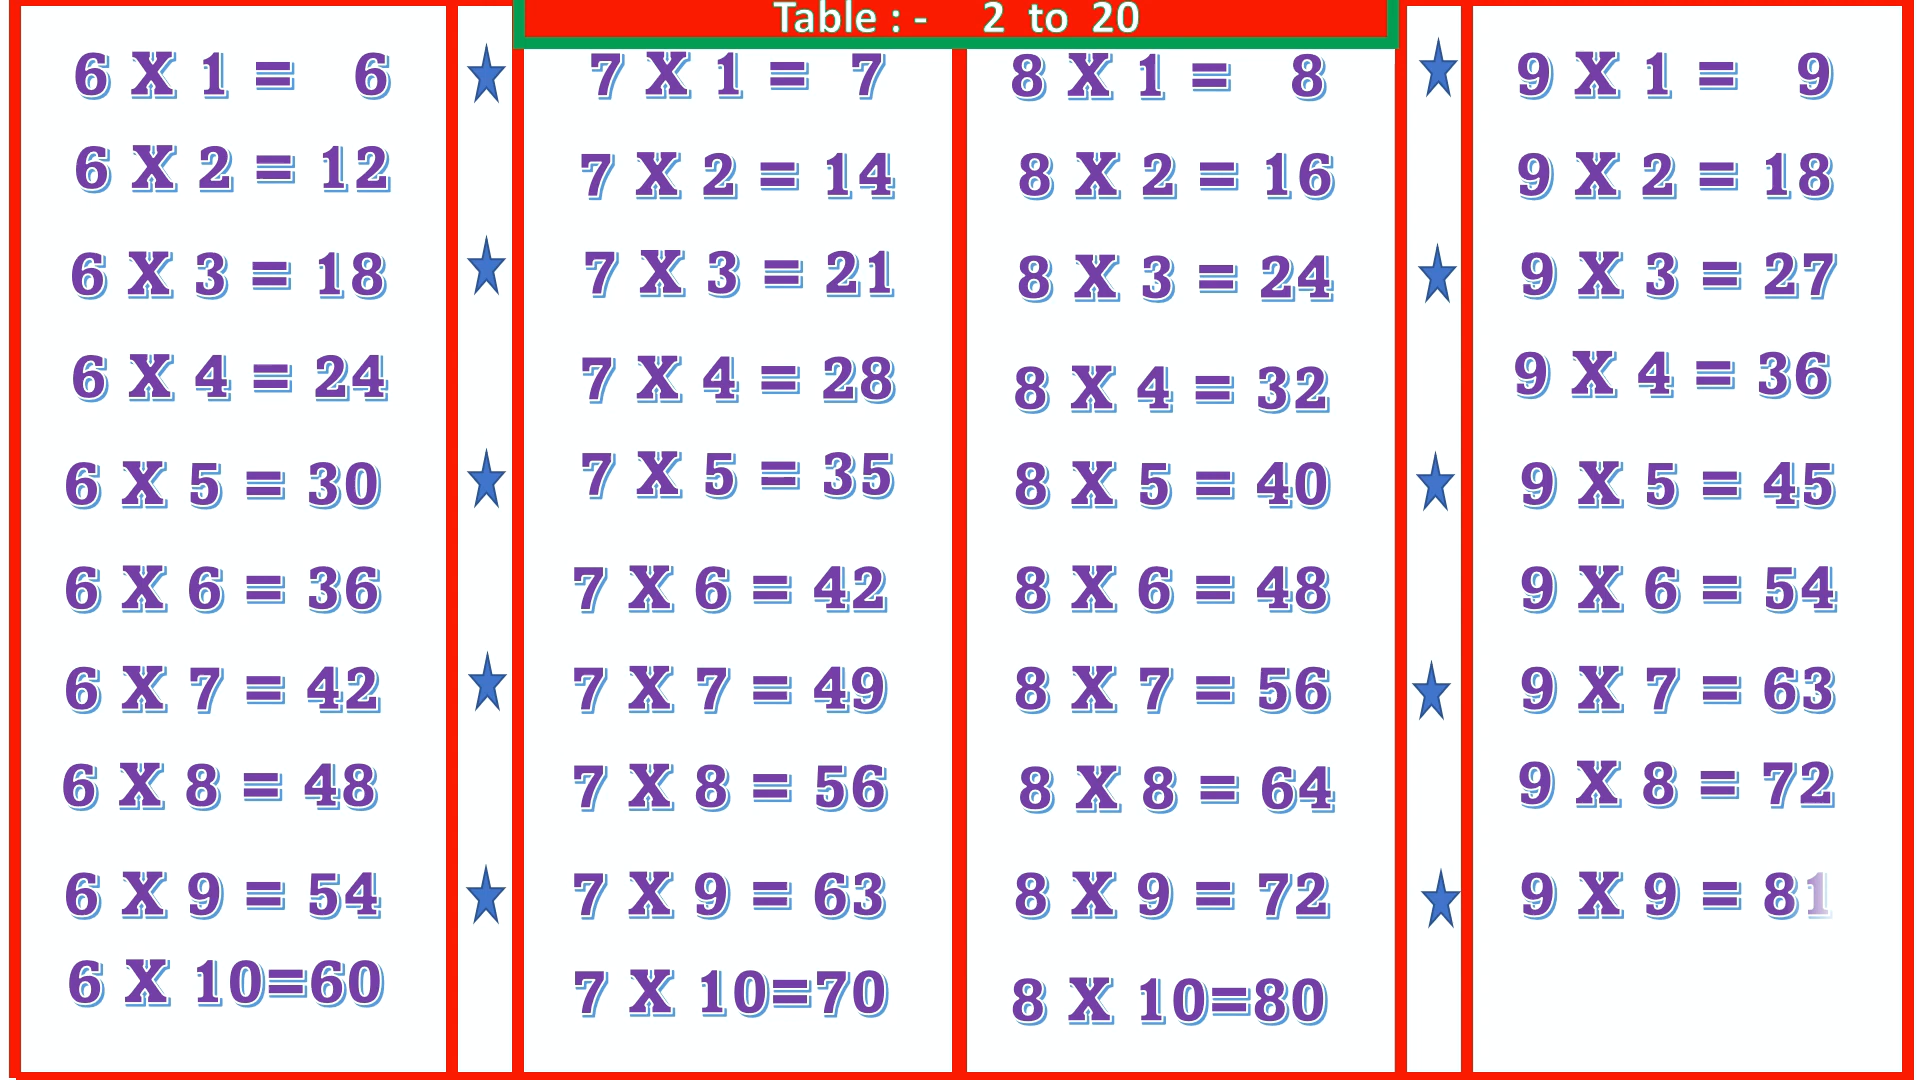 Table : - 2 to 20
6 X 1 = 6
6 X 2 = 12
6 X 3 = 18
6 X 4 = 24
6 X 5 = 30
6 X 6 = 36
6 X 7 = 42
6 X 8 = 48
6 X 9 = 54
6 X 10=60
7 X 1 = 7
7 X 2 = 14
7 X 3 = 21
7 X 4 = 28
7 X 5 = 35
7 X 6 = 42
7 X 7 = 49
7 X 8 = 56
7 X 9 = 63
7 X 10=70
8 X 1 = 8
8 X 2 = 16
8 X 3 = 24
8 X 4 = 32
8 X 5 = 40
8 X 6 = 48
8 X 7 = 56
8 X 8 = 64
8 X 9 = 72
8 X 10=80
9 X 1 = 9
9 X 2 = 18
9 X 3 = 27
9 X 4 = 36
9 X 5 = 45
9 X 6 = 54
9 X 7 = 63
9 X 8 = 72
9 X 9 = 81